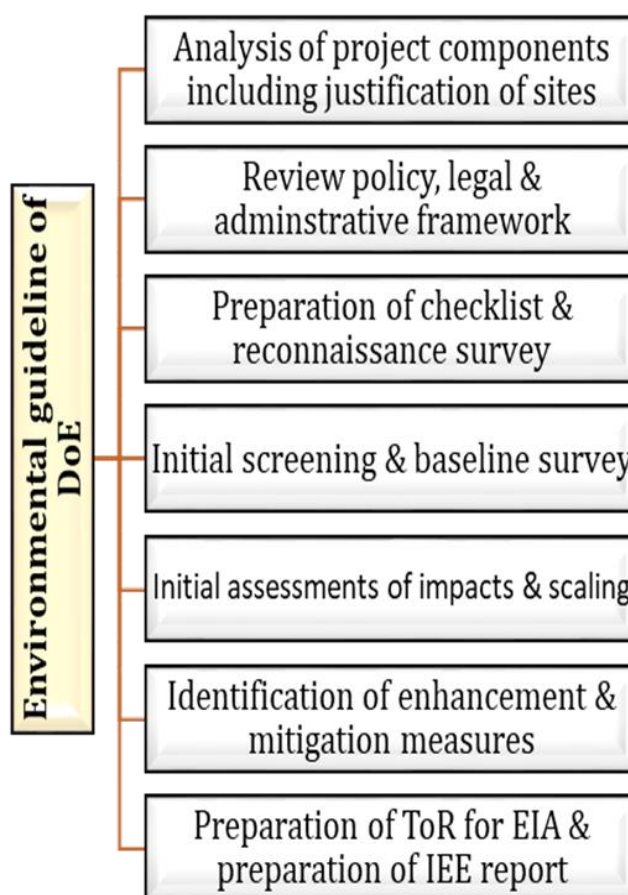 Environmental guideline of
DoE
Analysis of project components
including justification of sites
Review policy, legal &
adminstrative framework
Preparation of checklist &
reconnaissance survey
Initial screening & baseline survey
Initial assessments of impacts & scaling
Identification of enhancement &
mitigation measures
Preparation of ToR for EIA &
preparation of IEE report